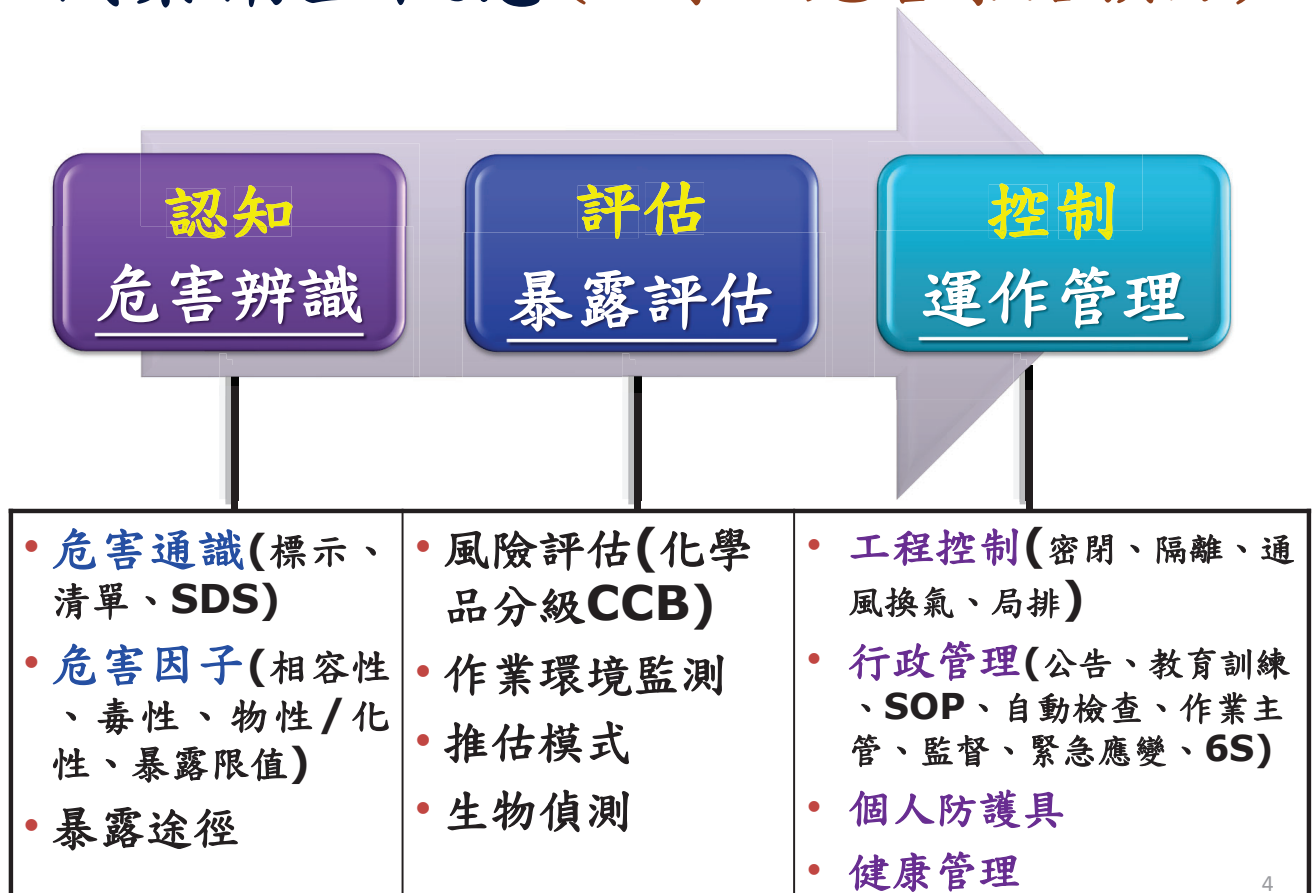 認知
危害辨識
評估
暴露評估
控制
運作管理
• 危害通識(標示、
清單、SDS)
• 危害因子(相容性
、毒性、物性/化
性、暴露限值)
• 暴露途徑
• 風險評估(化學
品分級CCB)
• 作業環境監測
• 推估模式
• 生物偵測
• 工程控制(密閉、隔離、通
風換氣、局排)
• 行政管理(公告、教育訓練
、SOP、自動檢查、作業主
管、監督、緊急應變、6S)
• 個人防護具
• 健康管理
4